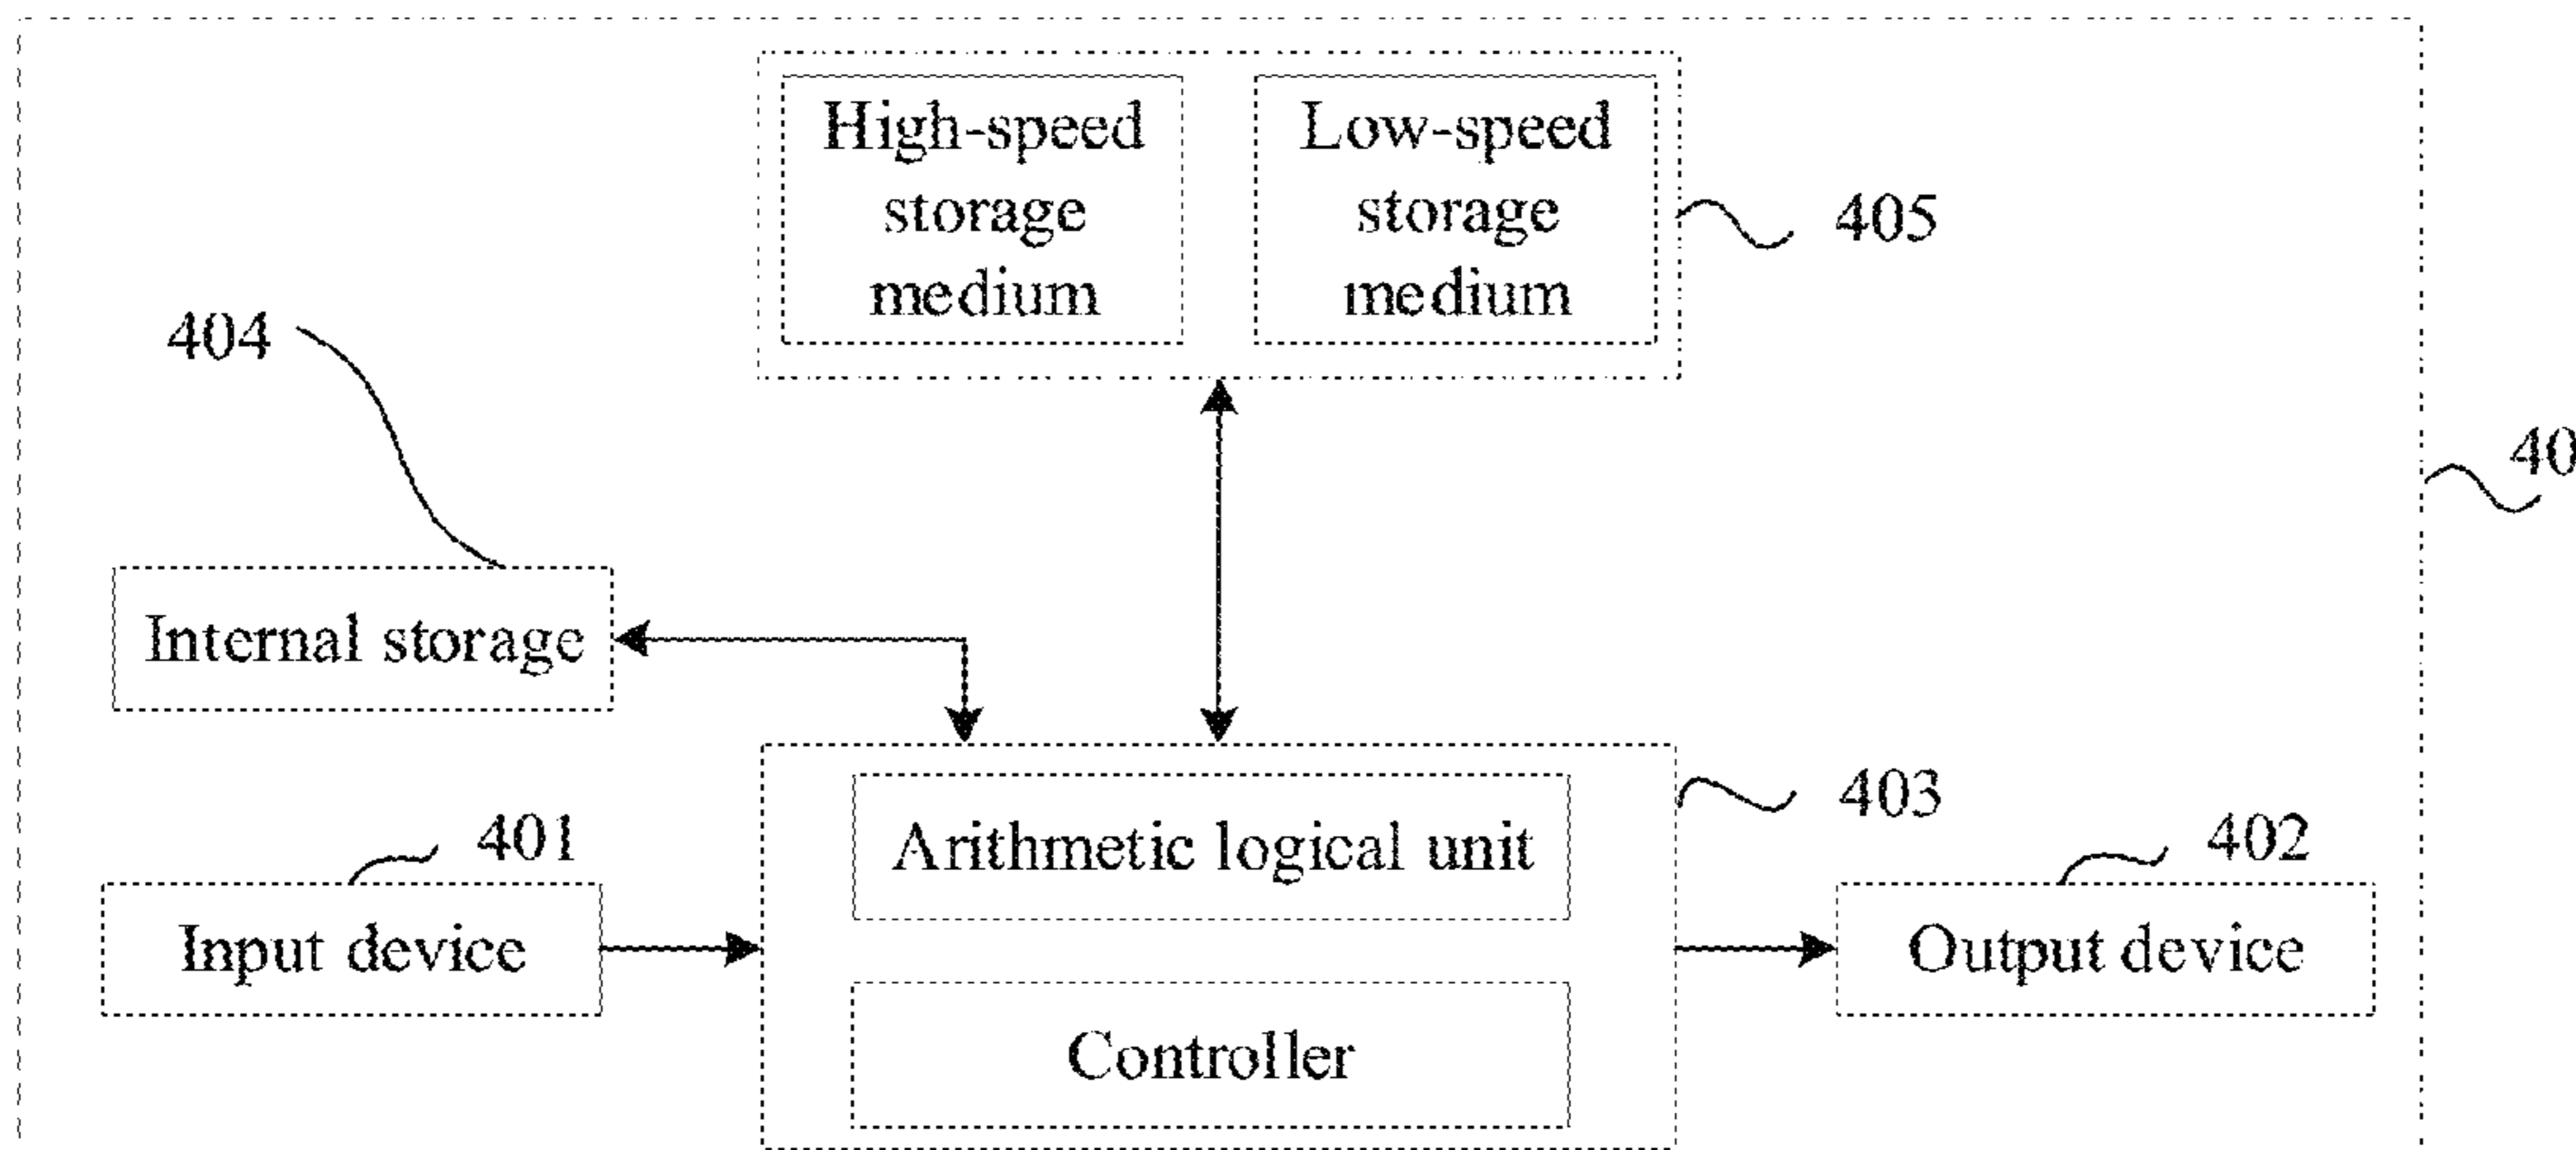 High-speed
storage
medium
Low-speed
storage
medium
405
404
40
Internal storage
403
Arithmetic logical unit
401
402
Input device
Output device
Controller